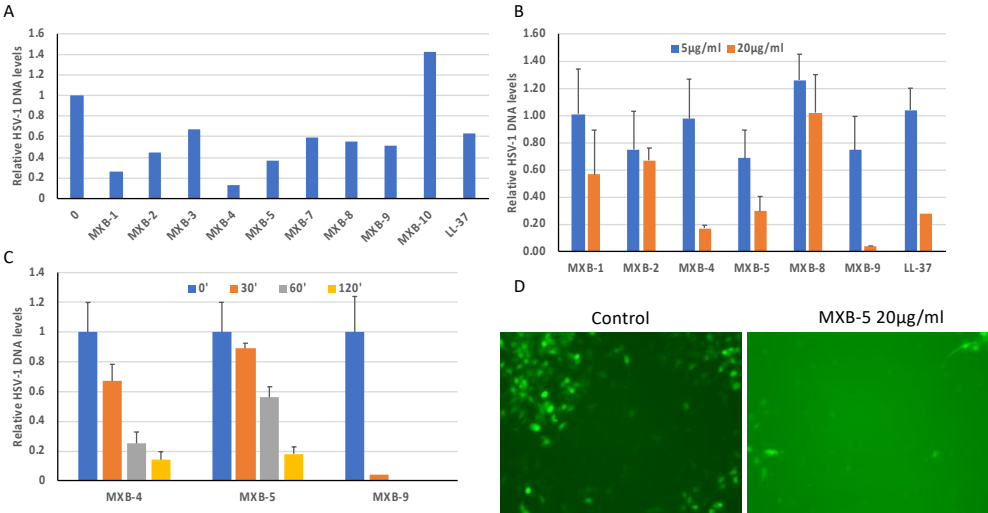 A
Relative HSV-1 DNA levels
1.6
1.4
1.2
1
0.8
0.6
0.4
0.2
0
0
MXB-1
MXB-2
MXB-3
MXB-4
MXB-5
MXB-7
MXB-8
MXB-9
MXB-10
LL-37
B
Relative HSV-1 DNA levels
1.60
1.40
1.20
1.00
0.80
0.60
0.40
0.20
0.00
5µg/ml 20µg/ml
MXB-1 MXB-2 MXB-4 MXB-5 MXB-8 MXB-9 LL-37
C
Relative HSV-1 DNA levels
1.4
1.2
1
0.8
0.6
0.4
0.2
0
0' 30' 60' 120'
MXB-4 MXB-5 MXB-9
D
Control MXB-5 20µg/ml